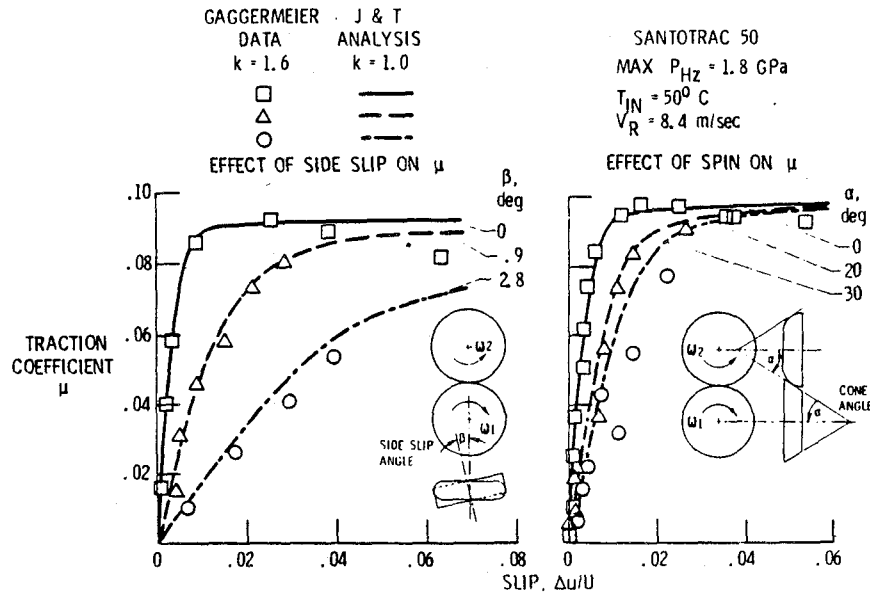 GAGGERMEIER J & T
DATA ANALYSIS
k = 1.6 k = 1.0
SANTOTRAC 50
MAX P_Hz = 1.8 GPa
T_IN = 50⁰ C
V_R = 8.4 m/sec
EFFECT OF SIDE SLIP ON μ
EFFECT OF SPIN ON μ
TRACTION
COEFFICIENT
μ
.10
.08
.06
.04
.02
β,
deg
0
.9
2.8
ω2
ω1
β
SIDE SLIP
ANGLE
0 .02 .04 .06 .08
α,
deg
0
20
30
ω2
ω1
α
α
CONE
ANGLE
0 .02 .04 .06
SLIP, Δu/U